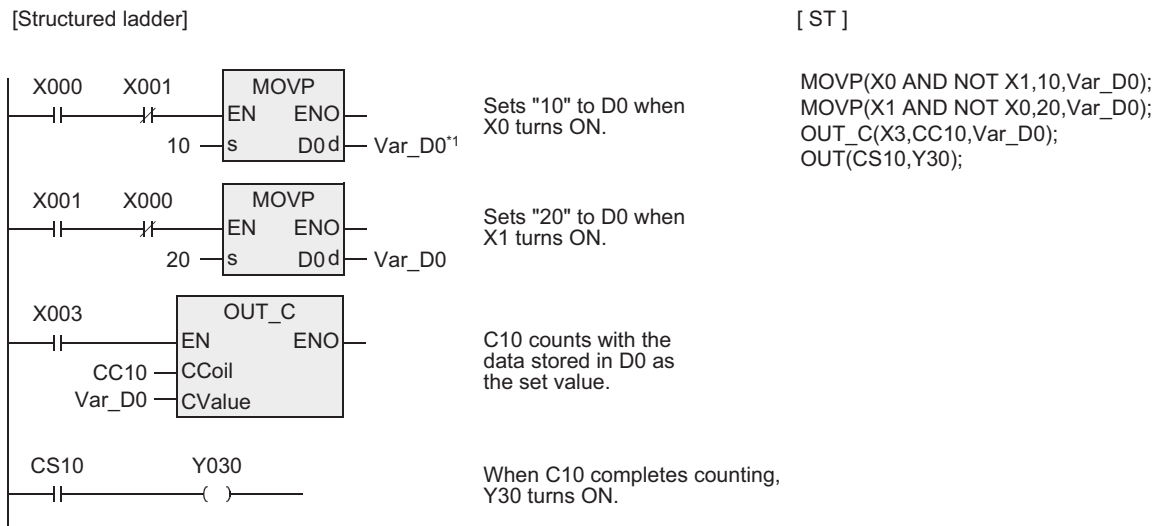 [Structured ladder]
[ ST ]
X000 X001 MOVP
EN ENO
10 s D0 d Var_D0*1
Sets "10" to D0 when
X0 turns ON.
MOVP(X0 AND NOT X1,10,Var_D0);
MOVP(X1 AND NOT X0,20,Var_D0);
OUT_C(X3,CC10,Var_D0);
OUT(CS10,Y30);
X001 X000 MOVP
EN ENO
20 s D0 d Var_D0
Sets "20" to D0 when
X1 turns ON.
X003 OUT_C
EN ENO
CC10 CCoil
Var_D0 CValue
C10 counts with the
data stored in D0 as
the set value.
CS10 Y030
When C10 completes counting,
Y30 turns ON.